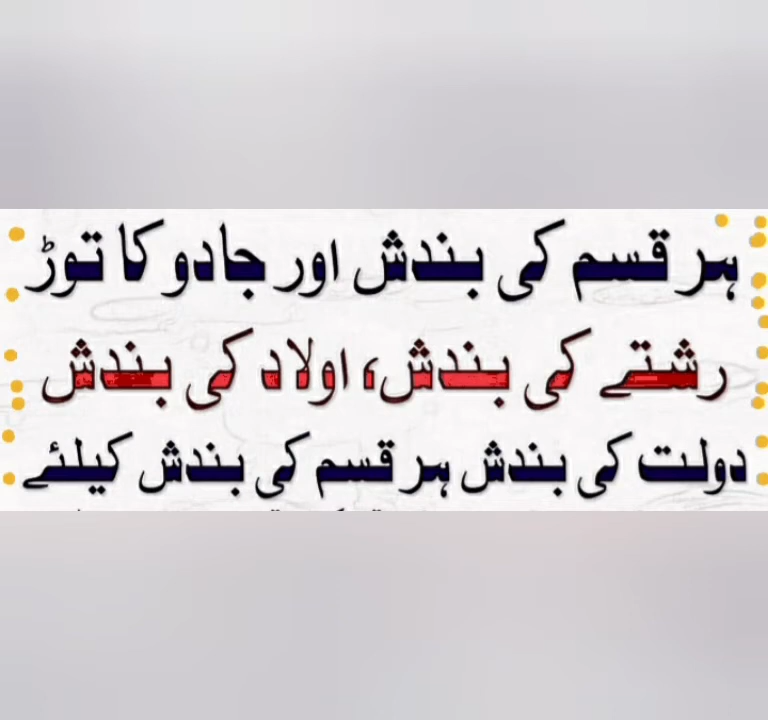 ہر قسم کی بندش اور جادو کا توڑ
رشتے کی بندش، اولاد کی بندش
دولت کی بندش ہر قسم کی بندش کیلئے